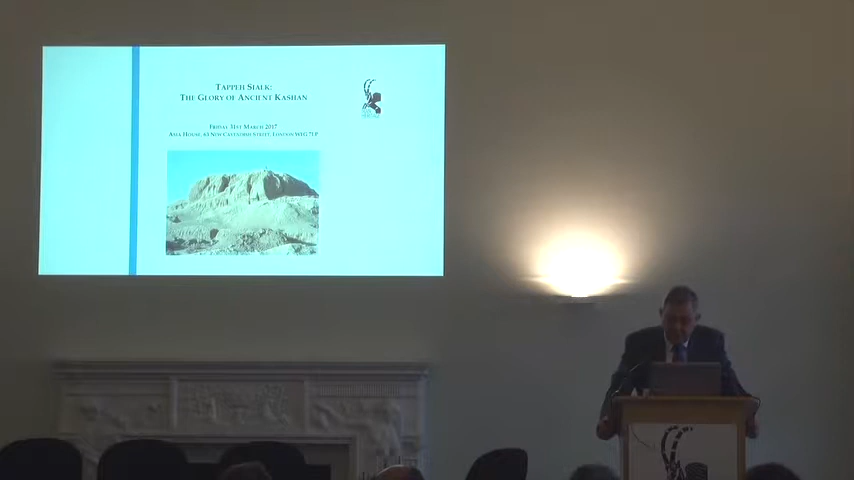 TAPPEH SIALK:
THE GLORY OF ANCIENT KASHAN
FRIDAY 31ST MARCH 2017
ASIA HOUSE, 63 NEW CAVENDISH STREET, LONDON W1G 7LP
HERITAGE